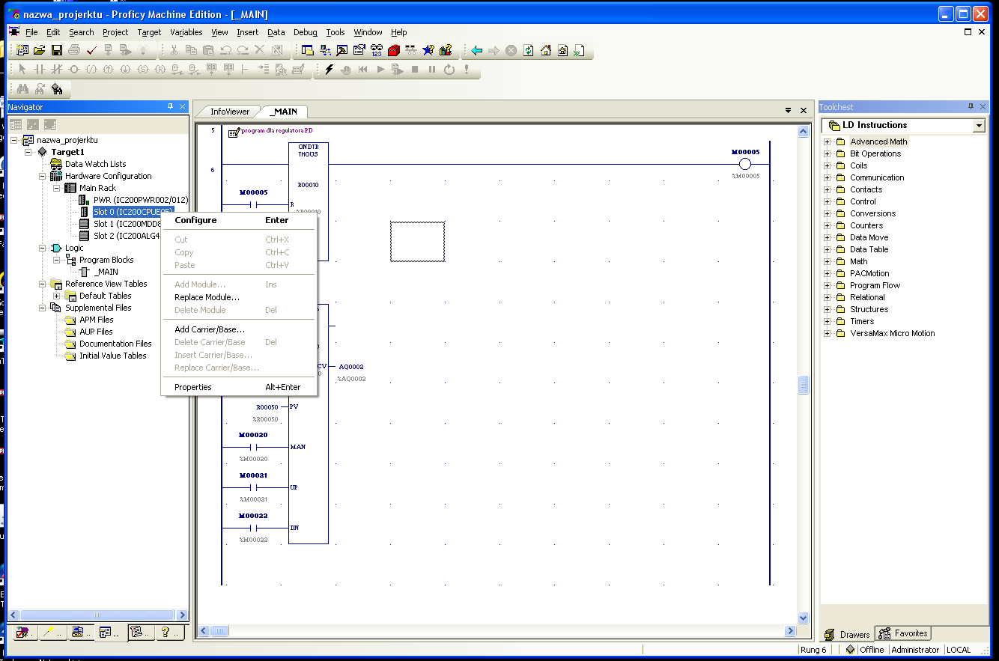 nazwa_projerktu - Proficy Machine Edition - [_MAIN]
File Edit Search Project Target Variables View Insert Data Debug Tools Window Help
Navigator
nazwa_projerktu
Target1
Data Watch Lists
Hardware Configuration
Main Rack
PWR (IC200PWR002/012)
Slot 0 (IC200CPUE05)
Slot 1 (IC200MDD8
Slot 2 (IC200ALG4
Logic
Program Blocks
_MAIN
Reference View Tables
Default Tables
Supplemental Files
APM Files
AUP Files
Documentation Files
Initial Value Tables
Configure Enter
Cut Ctrl+X
Copy Ctrl+C
Paste Ctrl+V
Add Module... Ins
Replace Module...
Delete Module Del
Add Carrier/Base...
Delete Carrier/Base Del
Insert Carrier/Base...
Replace Carrier/Base...
Properties Alt+Enter
InfoViewer
_MAIN
5
program dla regulatora PD
6
ONDTR
THOUS
R00010
M00005
R
%R00010
M00005
%M00005
CV
AQ0002
%AQ0002
R00050
PV
%R00050
M00020
MAN
%M00020
M00021
UP
%M00021
M00022
DN
%M00022
Toolchest
LD Instructions
Advanced Math
Bit Operations
Coils
Communication
Contacts
Control
Conversions
Counters
Data Move
Data Table
Math
PACMotion
Program Flow
Relational
Structures
Timers
VersaMax Micro Motion
Drawers
Favorites
Rung 6
Offline
Administrator
LOCAL